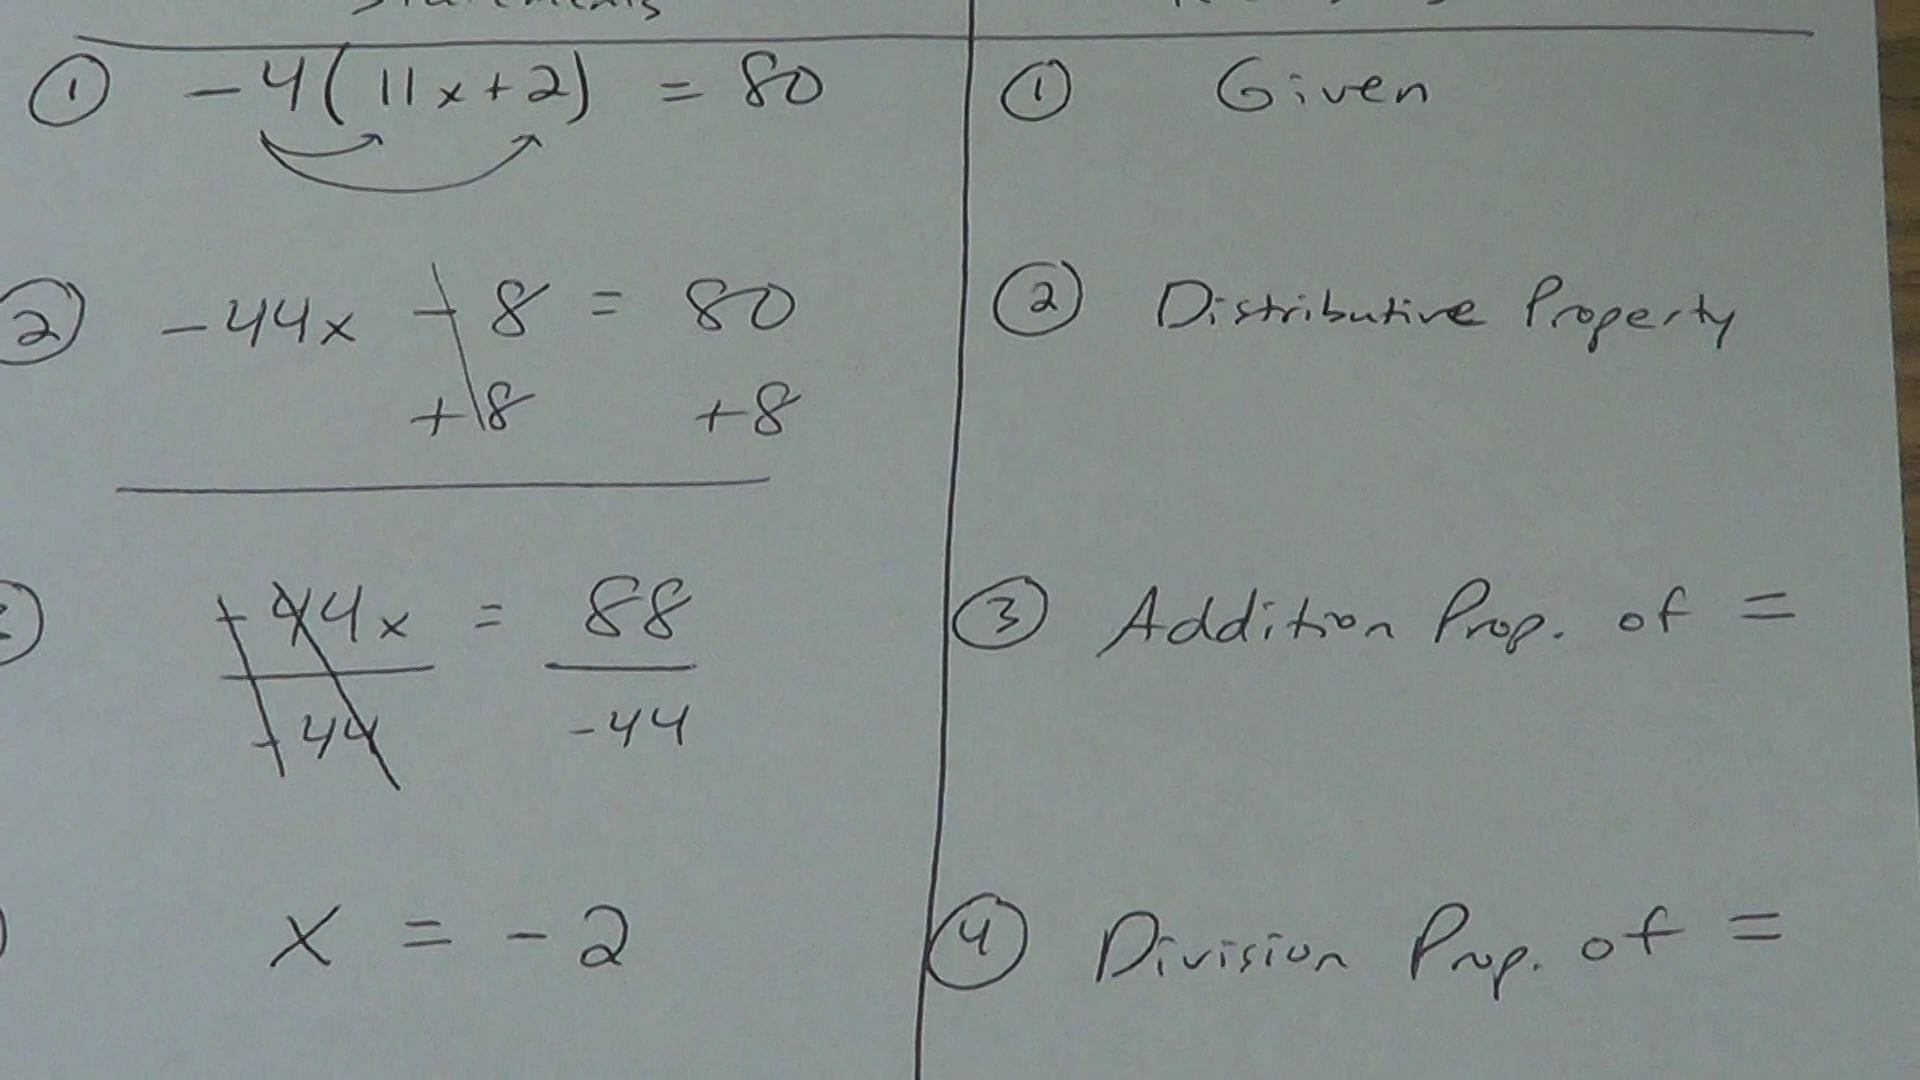 Statements
① -4(11x+2) = 80 ① Given
② -44x - 8 = 80 ② Distributive Property
+8 +8
-44x = 88 ③ Addition Prop. of =
-44 -44
x = -2 ④ Division Prop. of =